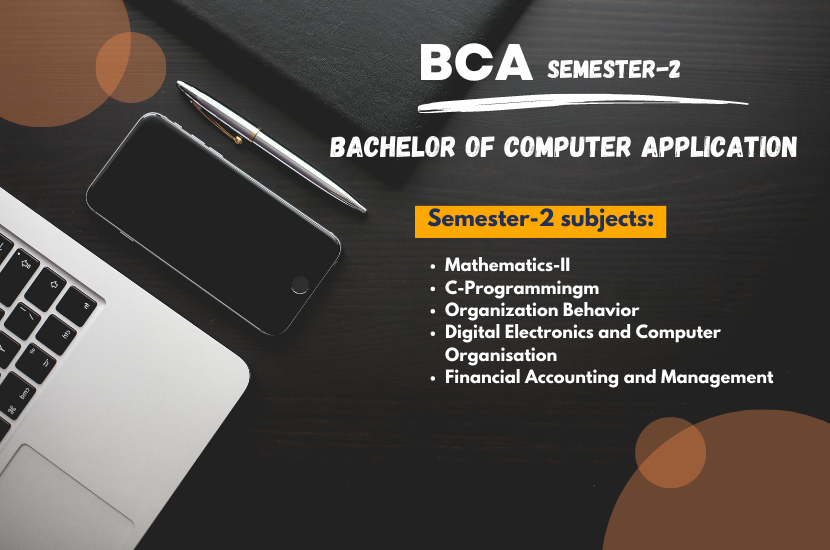 BCA SEMESTER-2
BACHELOR OF COMPUTER APPLICATION
Semester-2 subjects:
• Mathematics-II
• C-Programmingm
• Organization Behavior
• Digital Electronics and Computer
Organisation
• Financial Accounting and Management